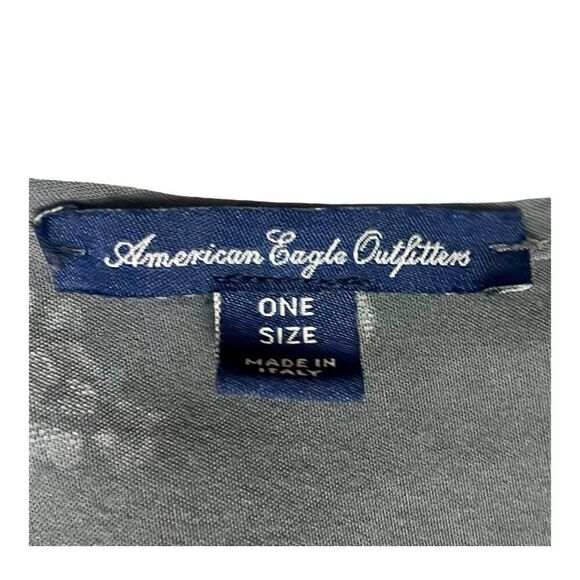 American Eagle Outfitters
ONE
SIZE
MADE IN
ITALY